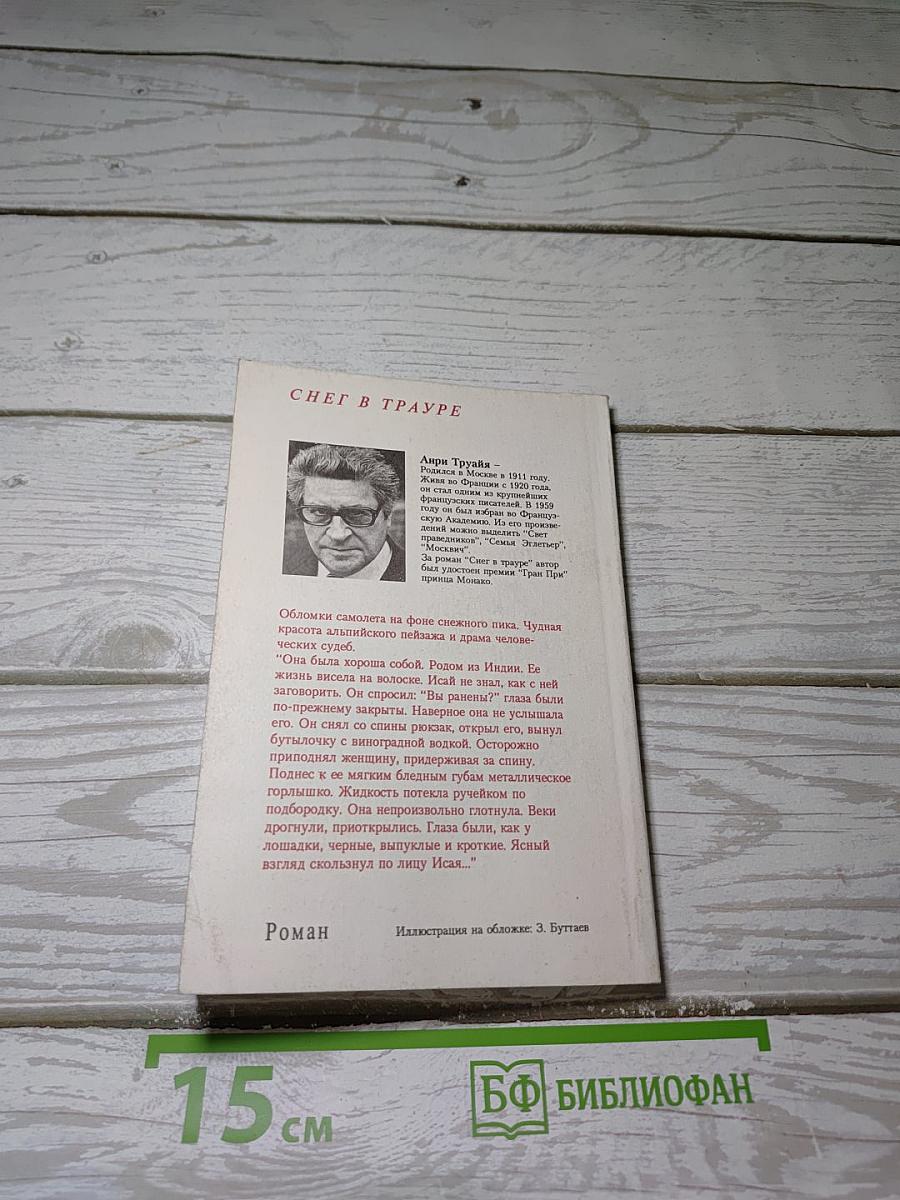 СНЕГ В ТРАУРЕ
Анри Труайя –
Родился в Москве в 1911 году.
Живя во Франции с 1920 года,
он стал одним из крупнейших
французских писателей. В 1959
году он был избран во Француз-
скую Академию. Из его произве-
дений можно выделить "Свет
праведников", "Семья Эглетьер",
"Москвич".
За роман "Снег в трауре" автор
был удостоен премии "Гран При"
принца Монако.
Обломки самолета на фоне снежного пика. Чудная
красота альпийского пейзажа и драма челове-
ческих судеб.
"Она была хороша собой. Родом из Индии. Ее
жизнь висела на волоске. Исай не знал, как с ней
заговорить. Он спросил: "Вы ранены?" глаза были
по-прежнему закрыты. Наверное она не услышала
его. Он снял со спины рюкзак, открыл его, вынул
бутылочку с виноградной водкой. Осторожно
приподнял женщину, придерживая за спину.
Поднес к ее мягким бледным губам металлическое
горлышко. Жидкость потекла ручейком по
подбородку. Она непроизвольно глотнула. Веки
дрогнули, приоткрылись. Глаза были, как у
лошадки, черные, выпуклые и кроткие. Ясный
взгляд скользнул по лицу Исая..."
Роман
Иллюстрация на обложке: З. Буттаев
15 см
БФ БИБЛИОФАН